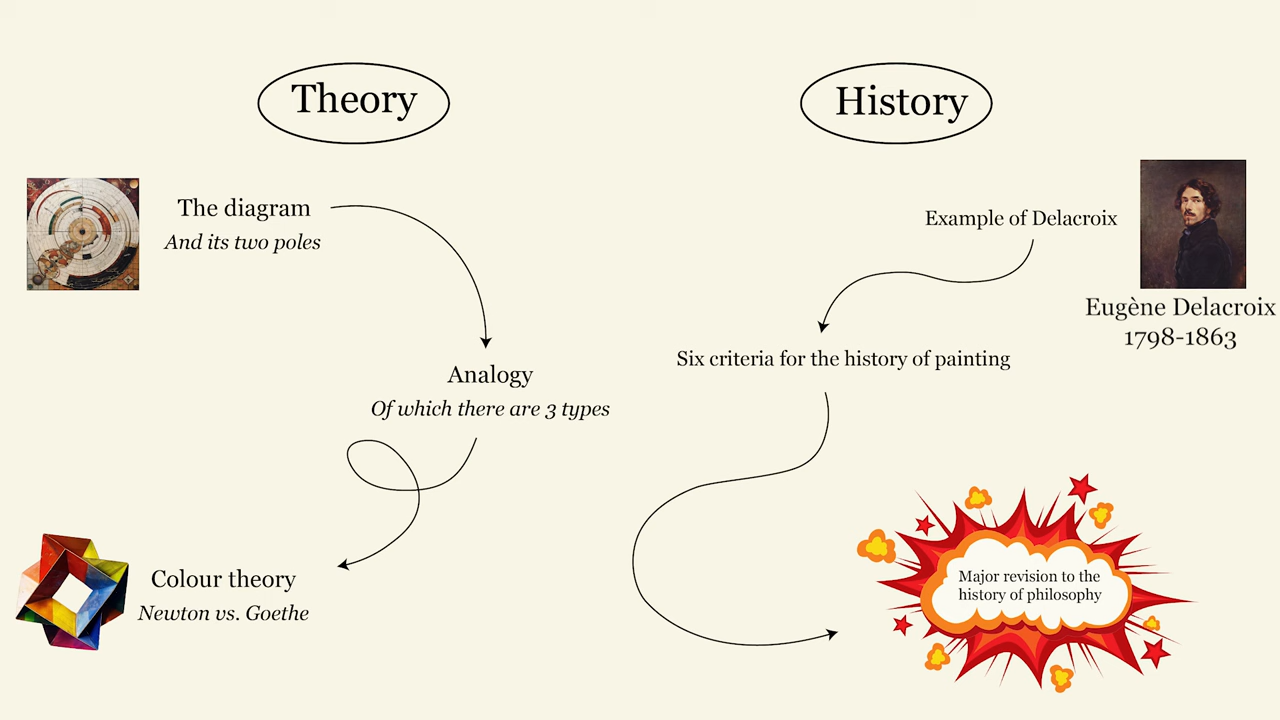 Theory
The diagram
And its two poles
Analogy
Of which there are 3 types
Colour theory
Newton vs. Goethe
History
Example of Delacroix
Eugène Delacroix
1798-1863
Six criteria for the history of painting
Major revision to the
history of philosophy